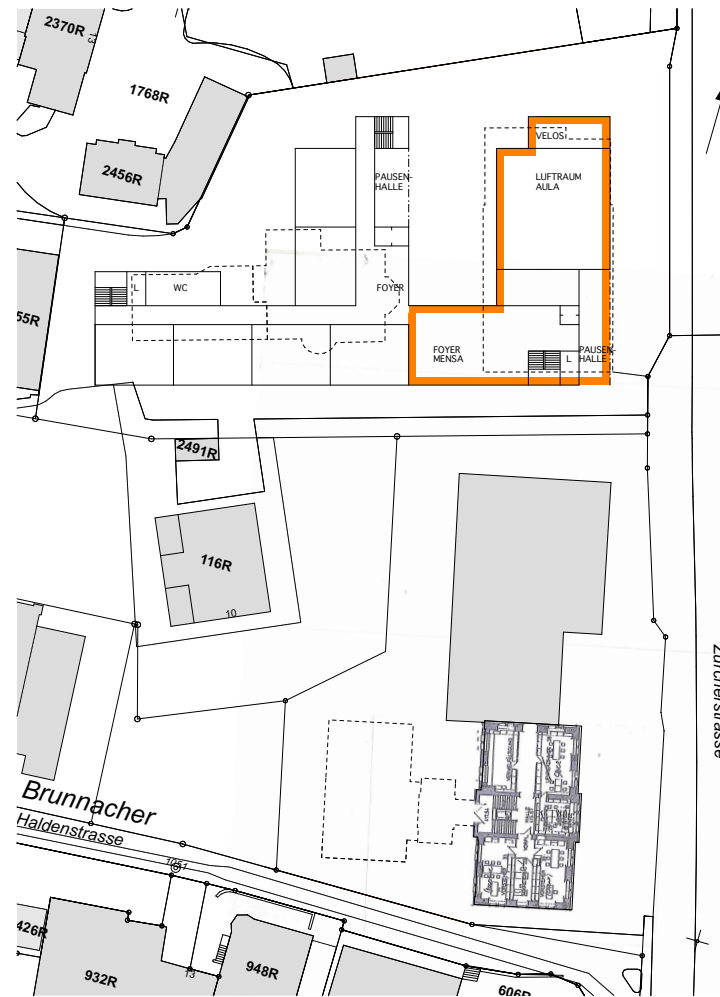 2370R
13
1768R
2456R
VELOS
PAUSEN-
HALLE
LUFTRAUM
AULA
L
WC
FOYER
55R
FOYER
MENSA
L
PAUSEN-
HALLE
2491R
116R
10
Zürcherstrasse
Brunnacher
Haldenstrasse
1051
426R
932R
13
948R
606R